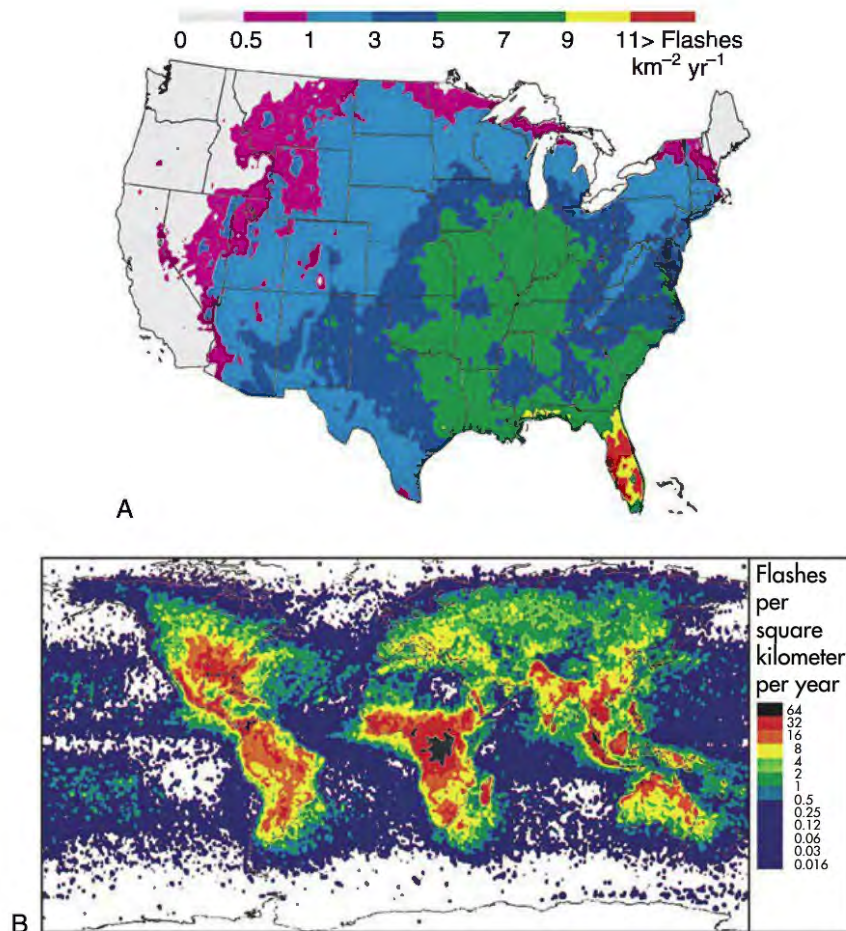 0 0.5 1 3 5 7 9 11> Flashes
km⁻² yr⁻¹
A
Flashes
per
square
kilometer
per year
64
32
16
8
4
2
1
0.5
0.25
0.12
0.06
0.03
0.016
B